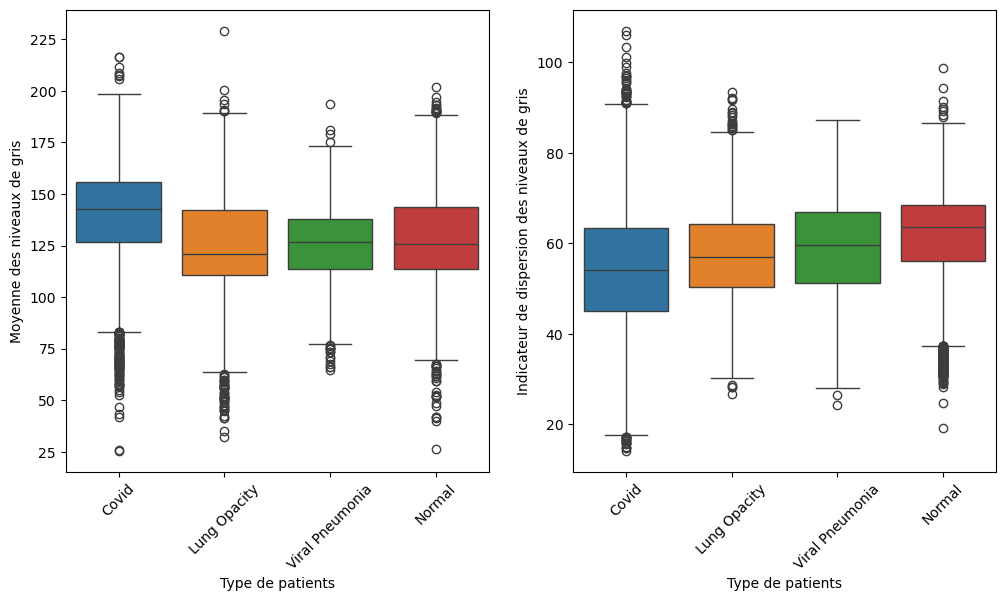 Moyenne des niveaux de gris
225
200
175
150
125
100
75
50
25
Covid
Lung Opacity
Viral Pneumonia
Normal
Type de patients
Indicateur de dispersion des niveaux de gris
100
80
60
40
20
Covid
Lung Opacity
Viral Pneumonia
Normal
Type de patients